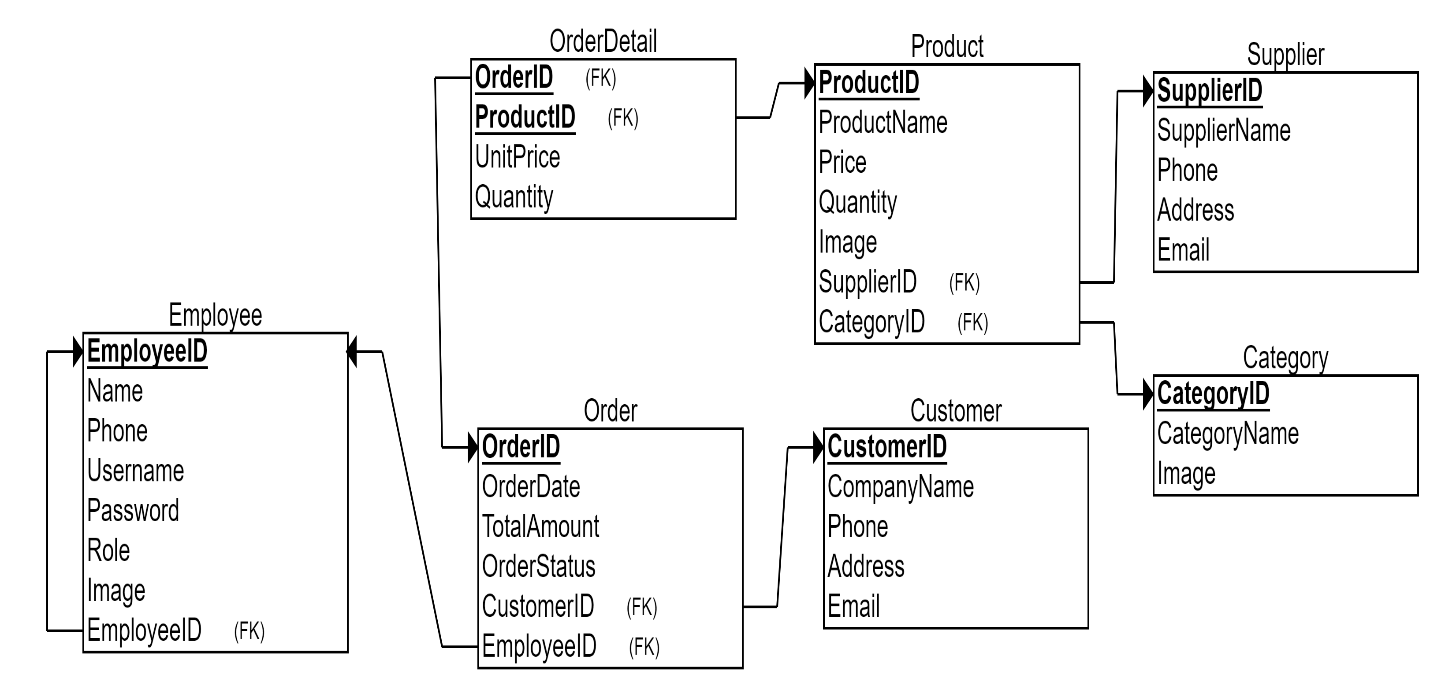 OrderDetail
OrderID (FK)
ProductID (FK)
UnitPrice
Quantity
Product
ProductID
ProductName
Price
Quantity
Image
SupplierID (FK)
CategoryID (FK)
Supplier
SupplierID
SupplierName
Phone
Address
Email
Employee
EmployeeID
Name
Phone
Username
Password
Role
Image
EmployeeID (FK)
Order
OrderID
OrderDate
TotalAmount
OrderStatus
CustomerID (FK)
EmployeeID (FK)
Customer
CustomerID
CompanyName
Phone
Address
Email
Category
CategoryID
CategoryName
Image